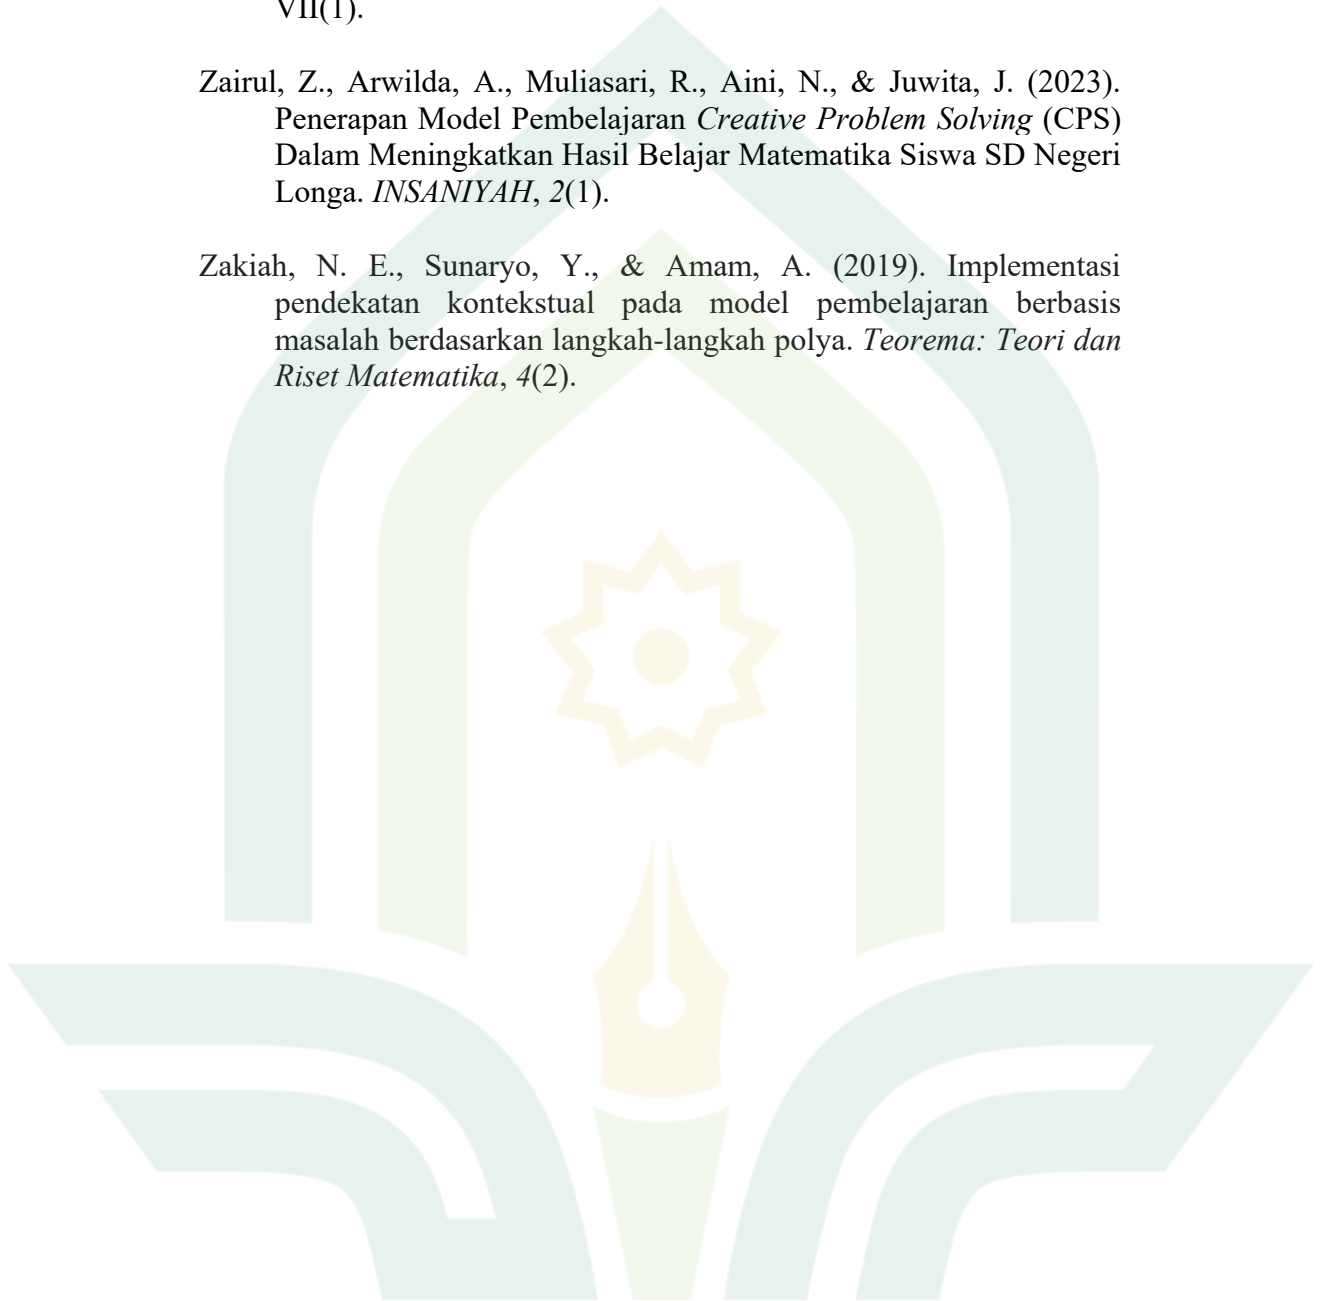 VII(1).
Zairul, Z., Arwilda, A., Muliasari, R., Aini, N., & Juwita, J. (2023).
Penerapan Model Pembelajaran Creative Problem Solving (CPS)
Dalam Meningkatkan Hasil Belajar Matematika Siswa SD Negeri
Longa. INSANIYAH, 2(1).
Zakiah, N. E., Sunaryo, Y., & Amam, A. (2019). Implementasi
pendekatan kontekstual pada model pembelajaran berbasis
masalah berdasarkan langkah-langkah polya. Teorema: Teori dan
Riset Matematika, 4(2).